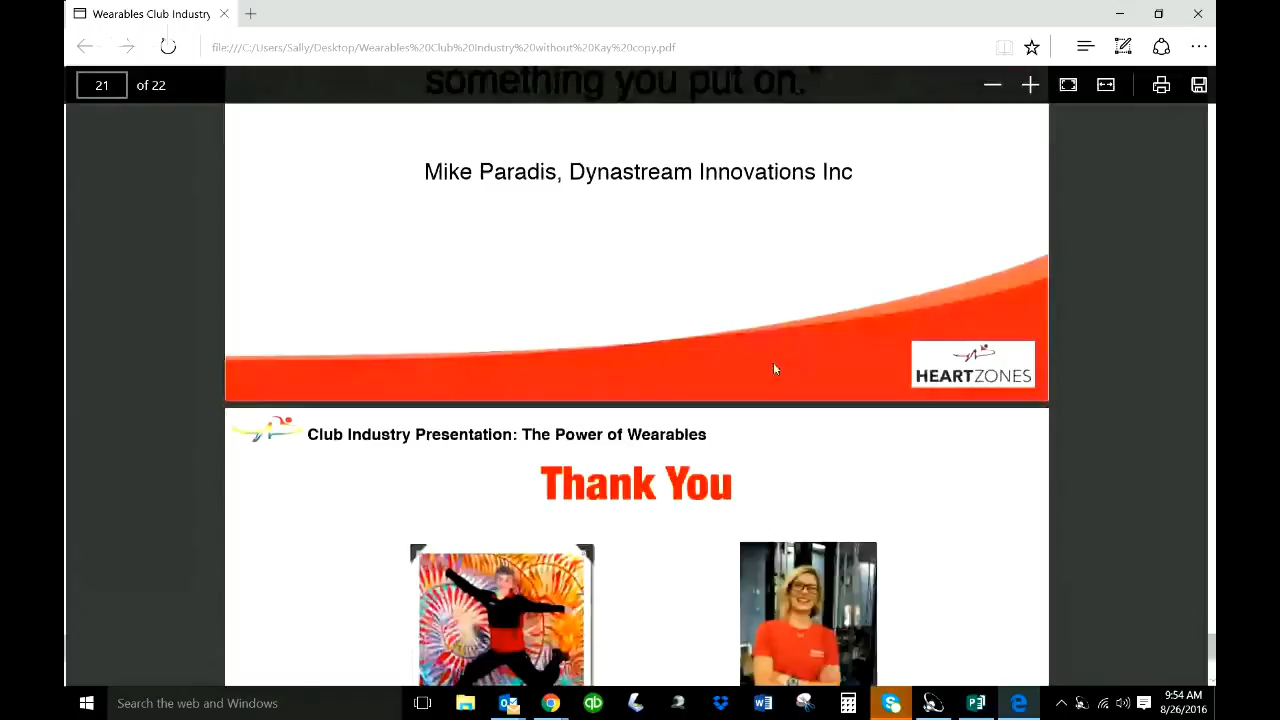 Wearables Club Industry
file:///C:/Users/Sally/Desktop/Wearables%20Club%20Industry%20without%20Kay%20copy.pdf
21 of 22
something you put on."
Mike Paradis, Dynastream Innovations Inc
HEARTZONES
Club Industry Presentation: The Power of Wearables
Thank You
Search the web and Windows
9:54 AM
8/26/2016